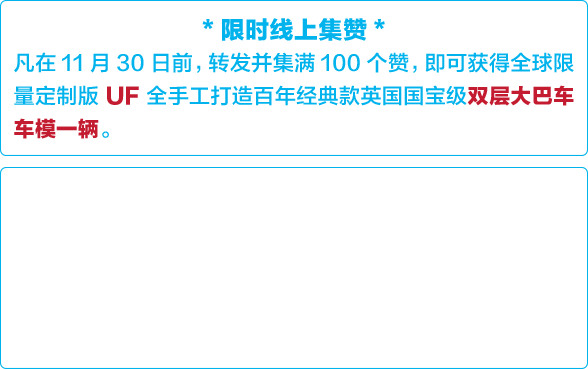 * 限时线上集赞 *
凡在 11 月 30 日前，转发并集满 100 个赞，即可获得全球限
量定制版 UF 全手工打造百年经典款英国国宝级双层大巴车
车模一辆。